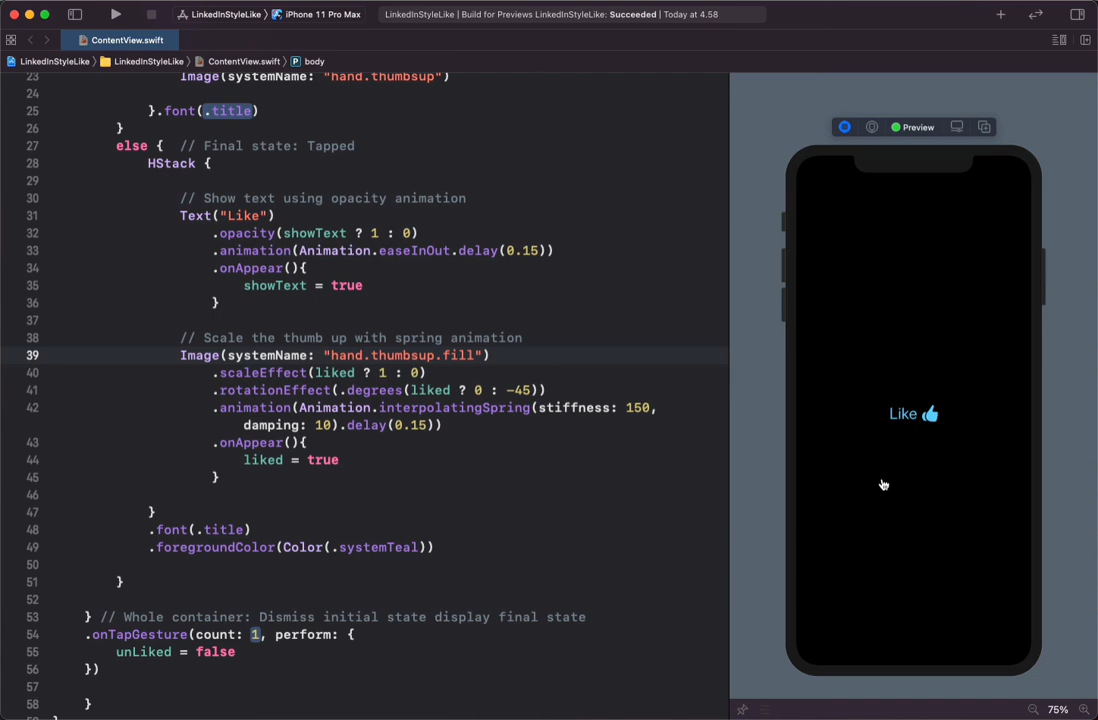 LinkedInStyleLike 〉 iPhone 11 Pro Max
LinkedInStyleLike | Build for Previews LinkedInStyleLike: Succeeded | Today at 4.58
ContentView.swift
LinkedInStyleLike 〉 LinkedInStyleLike 〉 ContentView.swift 〉 P body
23 Image(systemName: "hand.thumbsup")
24
25 }.font(.title)
26 }
27 else { // Final state: Tapped
28 HStack {
29
30 // Show text using opacity animation
31 Text("Like")
32 .opacity(showText ? 1 : 0)
33 .animation(Animation.easeInOut.delay(0.15))
34 .onAppear(){
35 showText = true
36 }
37
38 // Scale the thumb up with spring animation
39 Image(systemName: "hand.thumbsup.fill")
40 .scaleEffect(liked ? 1 : 0)
41 .rotationEffect(.degrees(liked ? 0 : -45))
42 .animation(Animation.interpolatingSpring(stiffness: 150,
damping: 10).delay(0.15))
43 .onAppear(){
44 liked = true
45 }
46
47 }
48 .font(.title)
49 .foregroundColor(Color(.systemTeal))
50
51 }
52
53 } // Whole container: Dismiss initial state display final state
54 .onTapGesture(count: 1, perform: {
55 unLiked = false
56 })
57
58 }
Preview
Like
75%